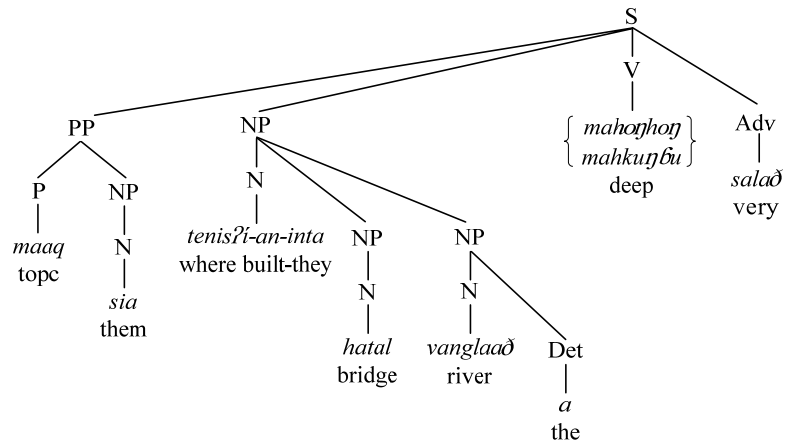 S
V
PP NP { mahoŋhoŋ } Adv
mahkuŋɓu
deep
P NP N salað
very
maaq N tenisʔí-an-inta NP NP
topc where built-they
sia N N
them
hatal vanglaað Det
bridge river
a
the